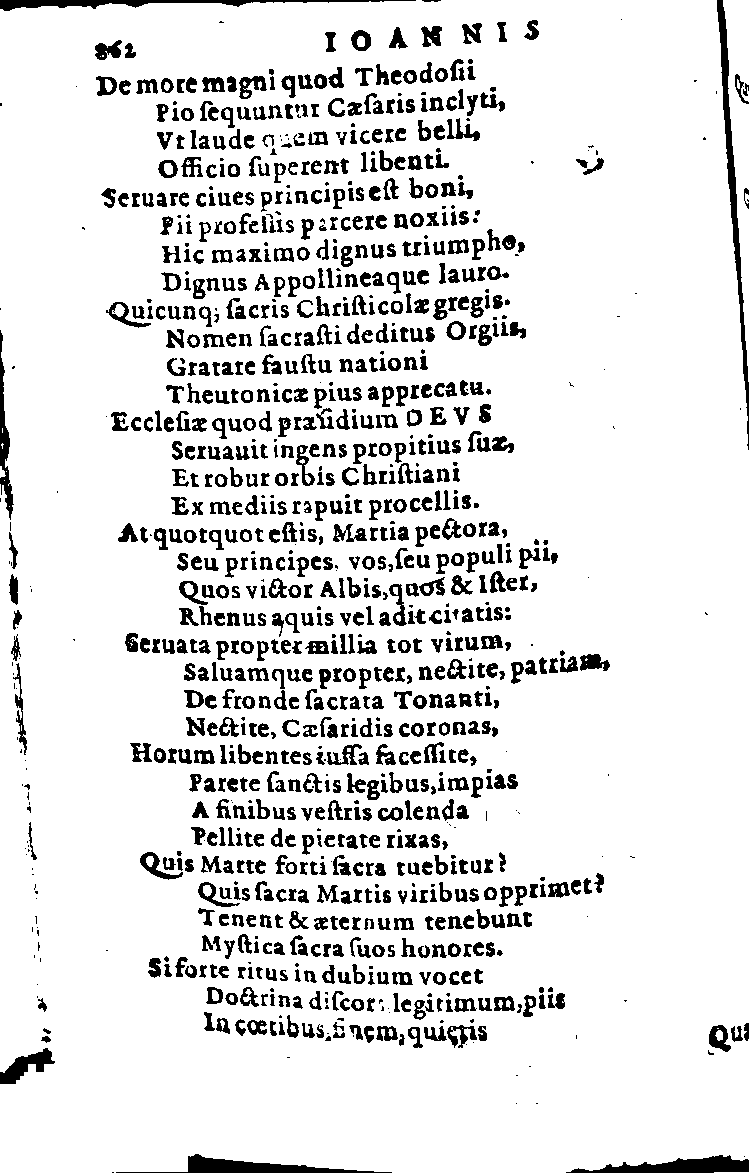 862 IOANNIS
De more magni quod Theodoſii
Pio ſequuntur Cæſaris inclyti,
Vt laude quem vicere belli,
Officio ſuperent libenti.
Seruare ciues principis eſt boni,
Pii profeſſis parcere noxiis:
Hic maximo dignus triumpho,
Dignus Appollineaque lauro.
Quicunq; ſacris Chriſticolæ gregis.
Nomen ſacraſti deditus Orgiis,
Gratare fauſtu nationi
Theutonicæ pius apprecatu.
Eccleſiæ quod præſidium DEVS
Seruauit ingens propitius ſuæ,
Et robur orbis Chriſtiani
Ex mediis rapuit procellis.
At quotquot eſtis, Martia pectora,
Seu principes, vos, ſeu populi pii,
Quos victor Albis, quos & Iſter,
Rhenus aquis vel adit citatis:
Seruata propter millia tot virum,
Saluamque propter, nectite, patriam,
De fronde ſacrata Tonanti,
Nectite, Cæſaridis coronas,
Horum libentes iuſſa faceſſite,
Parete ſanctis legibus, impias
A finibus veſtris colenda
Pellite de pietate rixas,
Quis Marte forti ſacra tuebitur?
Quis ſacra Martis viribus opprimet?
Tenent & æternum tenebunt
Myſtica ſacra ſuos honores.
Si forte ritus in dubium vocet
Doctrina diſcors legitimum, piis
In cœtibus, finem, quietis
Qua